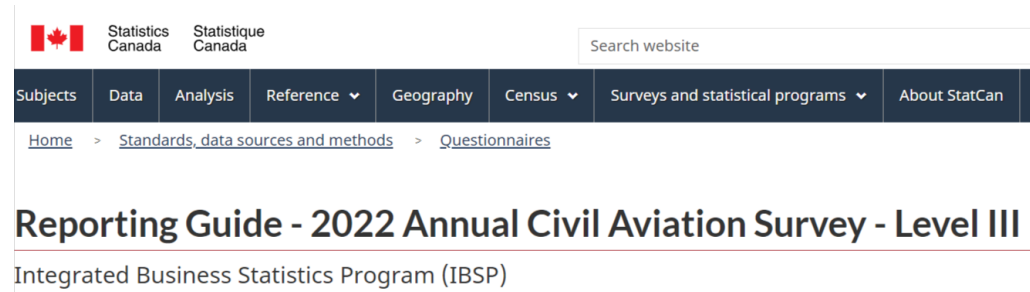 Statistics Canada Statistique Canada
Search website
Subjects Data Analysis Reference Geography Census Surveys and statistical programs About StatCan
Home > Standards, data sources and methods > Questionnaires
Reporting Guide - 2022 Annual Civil Aviation Survey - Level III
Integrated Business Statistics Program (IBSP)